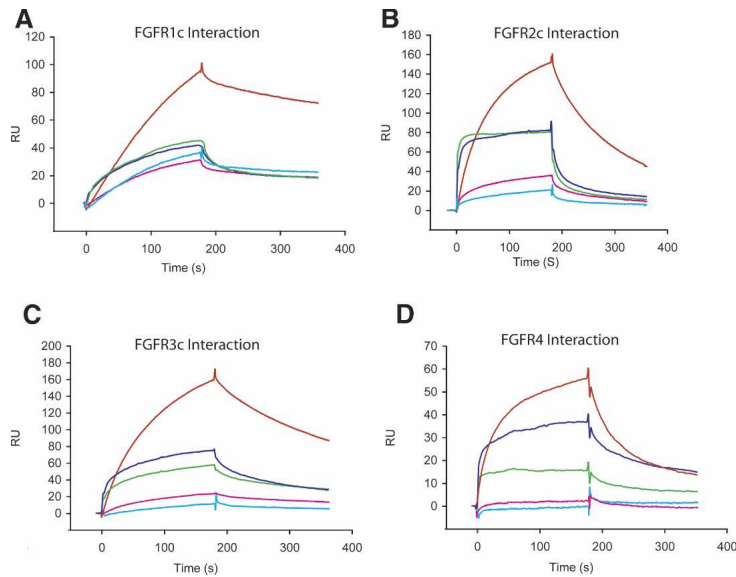 A
FGFR1c Interaction
120
100
80
60
40
20
0
RU
0 100 200 300 400
Time (s)
B
FGFR2c Interaction
180
160
140
120
100
80
60
40
20
0
RU
0 100 200 300 400
Time (S)
C
FGFR3c Interaction
200
180
160
140
120
100
80
60
40
20
0
RU
0 100 200 300 400
Time (s)
D
FGFR4 Interaction
70
60
50
40
30
20
10
0
RU
0 100 200 300 400
Time (s)